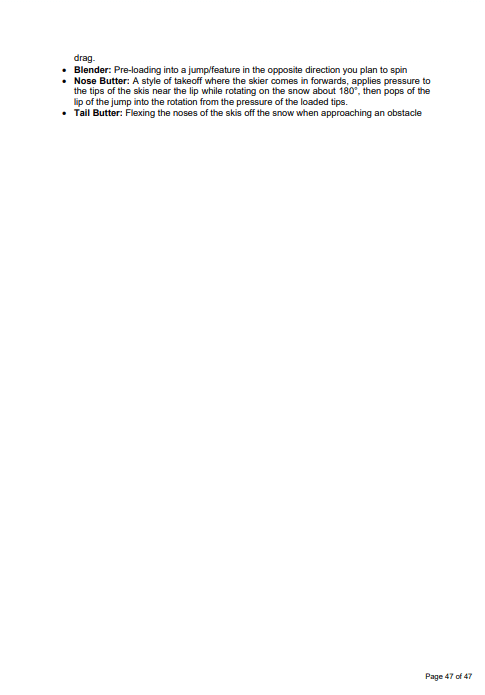 drag.
• Blender: Pre-loading into a jump/feature in the opposite direction you plan to spin
• Nose Butter: A style of takeoff where the skier comes in forwards, applies pressure to
the tips of the skis near the lip while rotating on the snow about 180°, then pops of the
lip of the jump into the rotation from the pressure of the loaded tips.
• Tail Butter: Flexing the noses of the skis off the snow when approaching an obstacle
Page 47 of 47